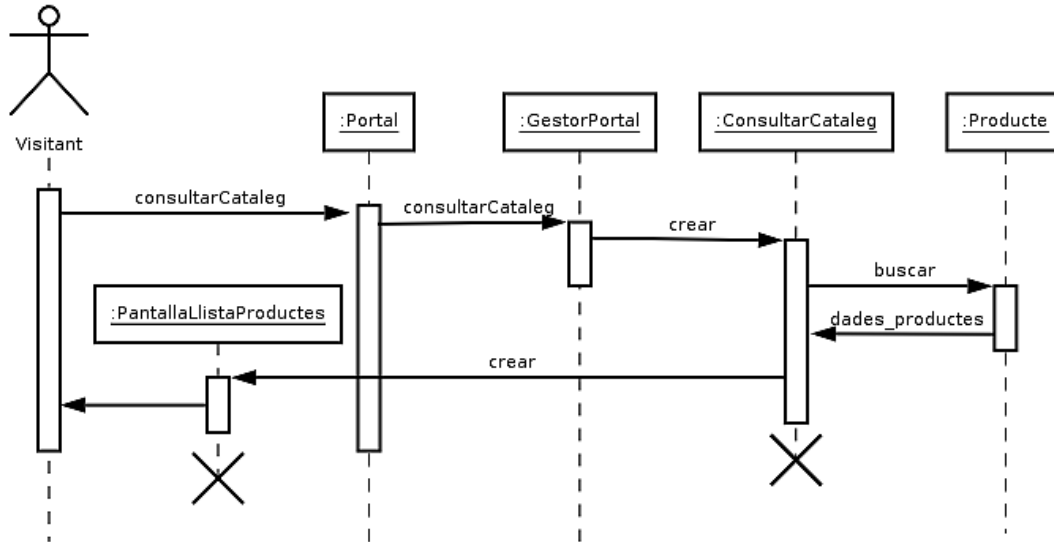 Visitant
:Portal
:GestorPortal
:ConsultarCataleg
:Producte
consultarCataleg
consultarCataleg
crear
buscar
:PantallaLlistaProductes
dades_productes
crear